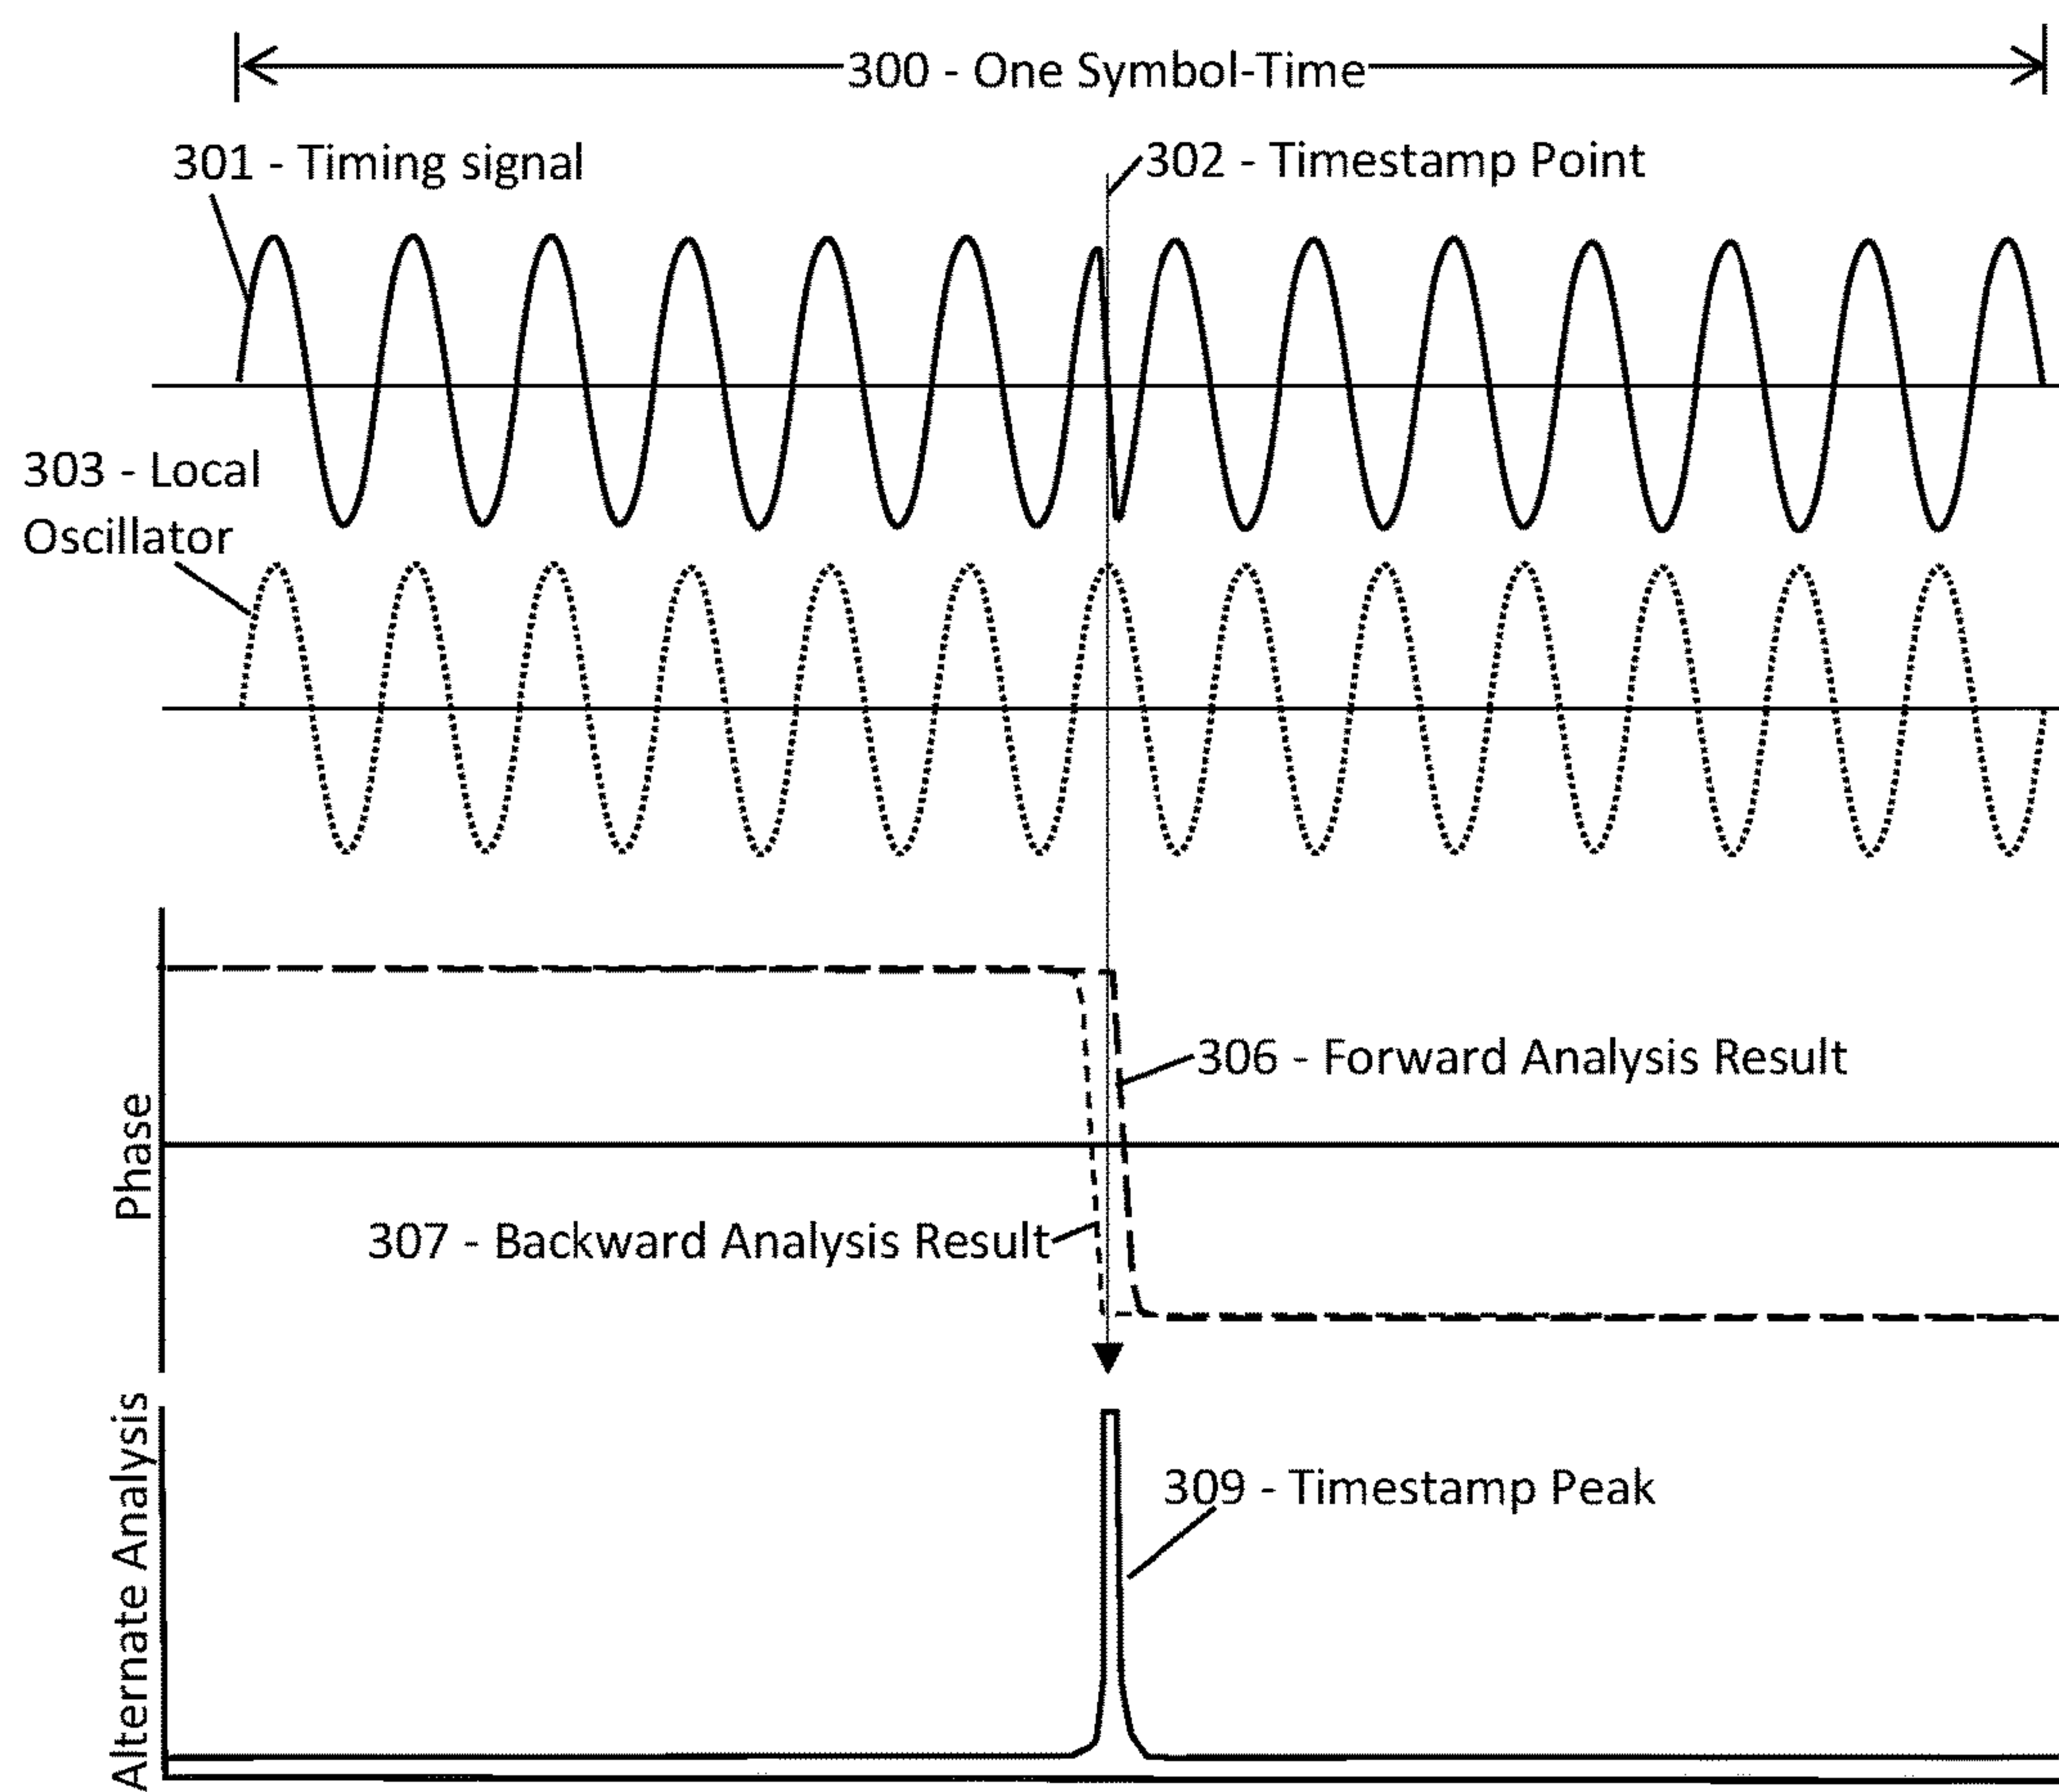 300 - One Symbol-Time
301 - Timing signal
302 - Timestamp Point
303 - Local
Oscillator
Phase
306 - Forward Analysis Result
307 - Backward Analysis Result
Alternate Analysis
309 - Timestamp Peak